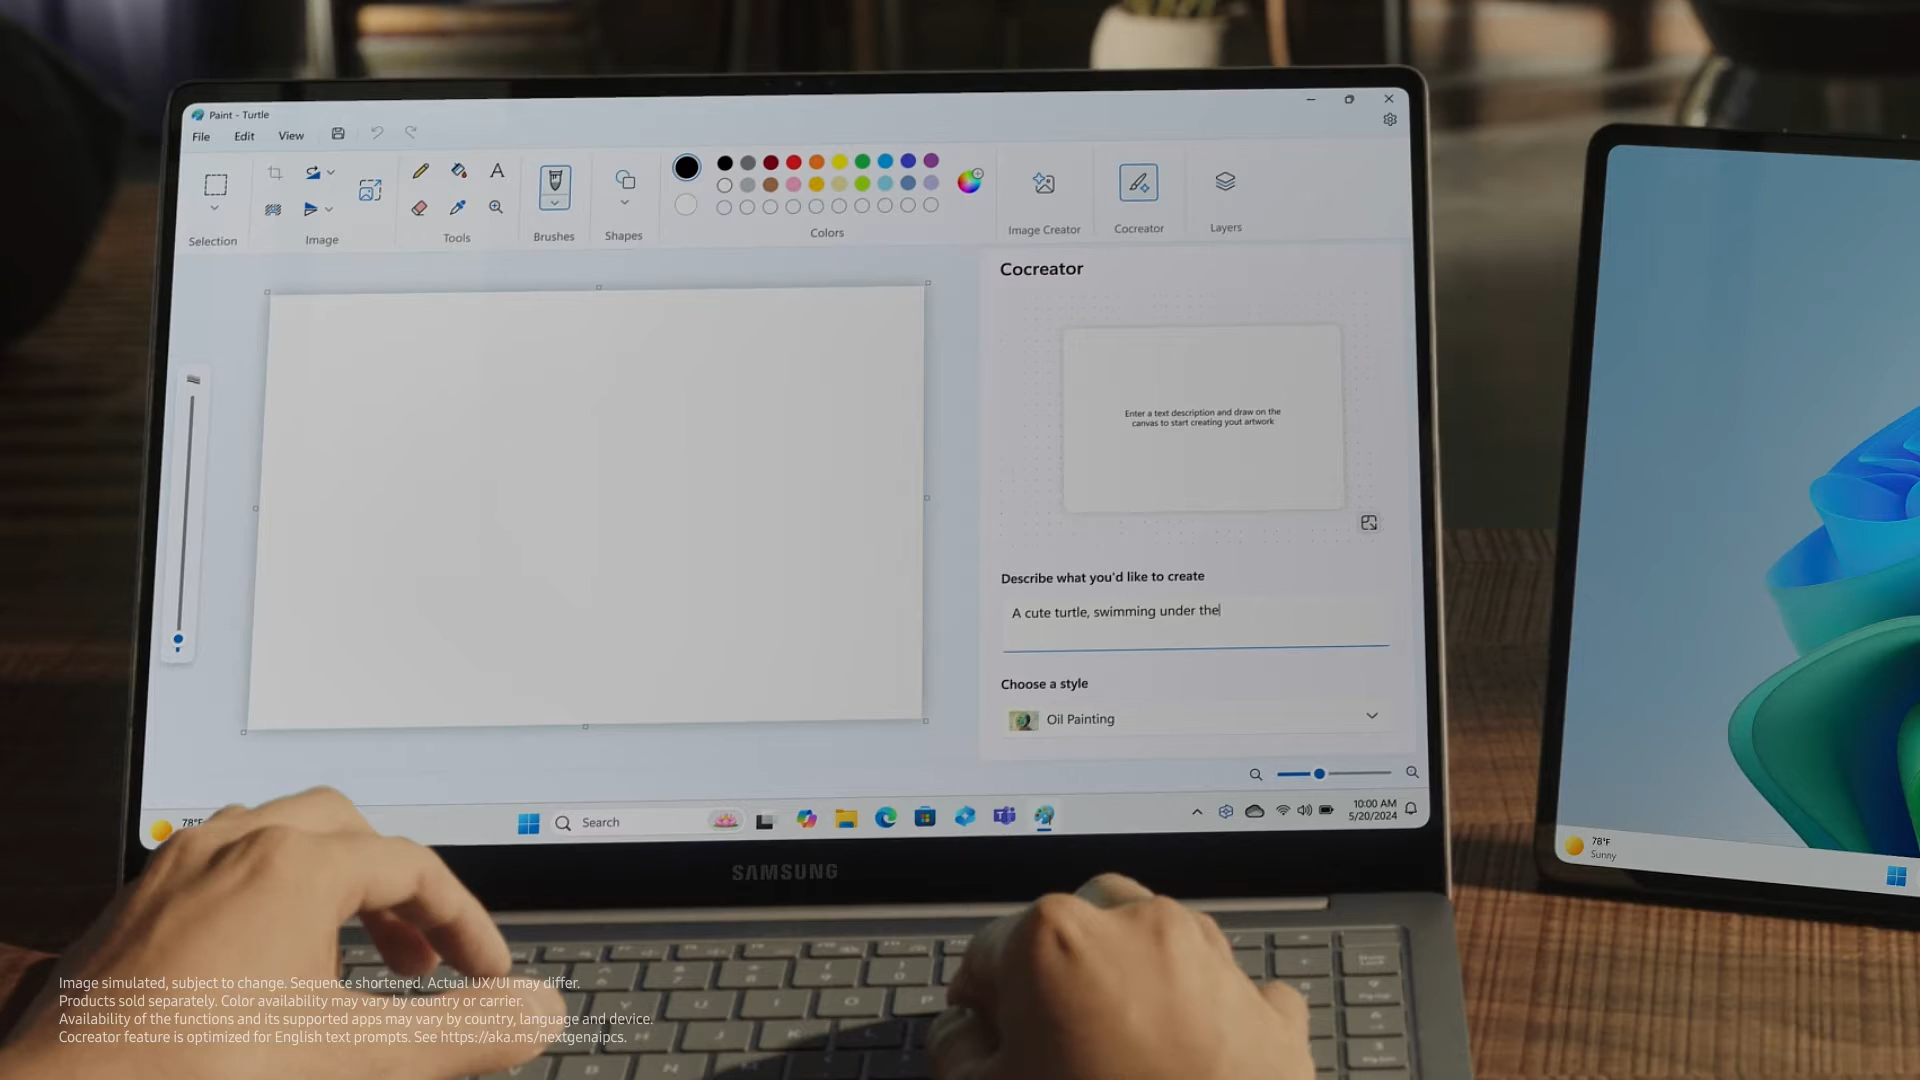 Paint - Turtle
File Edit View
Selection
Image
Tools
Brushes
Shapes
Colors
Image Creator
Cocreator
Layers
Cocreator
Enter a text description and draw on the
canvas to start creating yout artwork
Describe what you'd like to create
A cute turtle, swimming under the
Choose a style
Oil Painting
78°F
Search
10:00 AM
5/20/2024
SAMSUNG
78°F
Sunny
Image simulated, subject to change. Sequence shortened. Actual UX/UI may differ.
Products sold separately. Color availability may vary by country or carrier.
Availability of the functions and its supported apps may vary by country, language and device.
Cocreator feature is optimized for English text prompts. See https://aka.ms/nextgenaipcs.